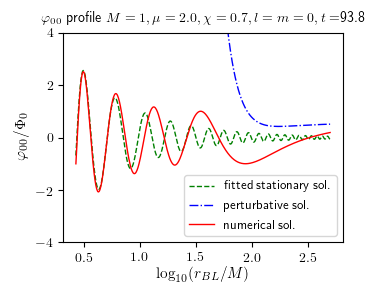 φ₀₀ profile M = 1, μ = 2.0, χ = 0.7, l = m = 0, t =93.8
φ₀₀/Φ₀
4
2
0
−2
−4
fitted stationary sol.
perturbative sol.
numerical sol.
0.5 1.0 1.5 2.0 2.5
log₁₀(r_BL/M)